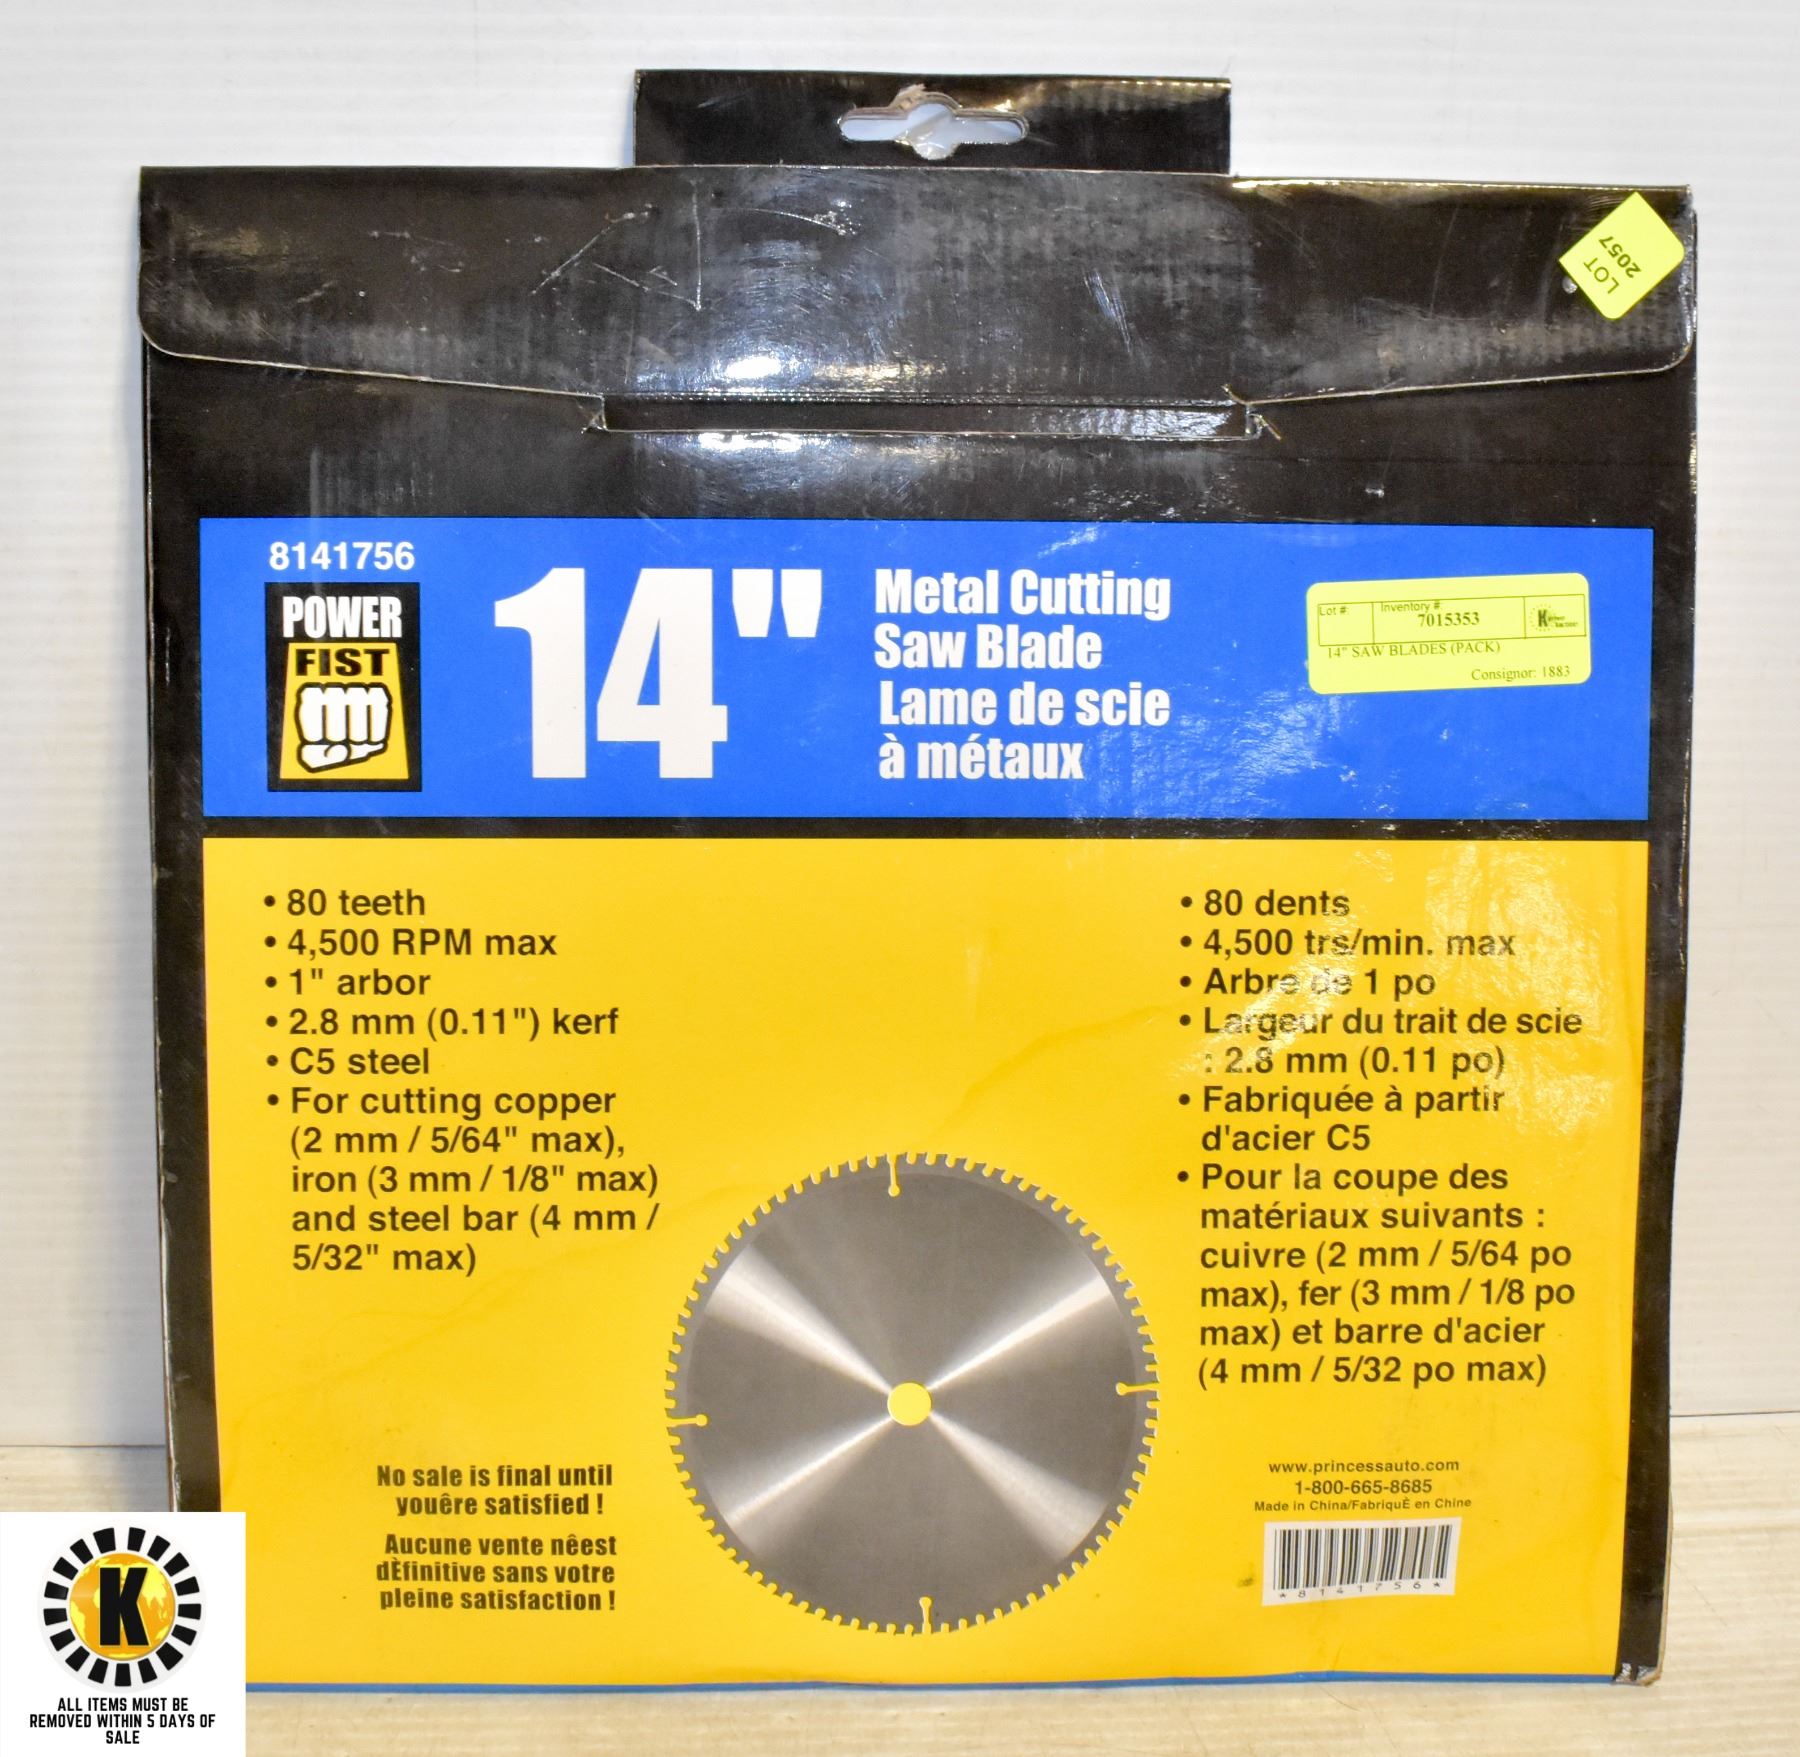 LOT
2057
8141756
POWER
FIST
14"
Metal Cutting
Saw Blade
Lame de scie
à métaux
Lot #
Inventory #
7015353
14" SAW BLADES (PACK)
Consignor: 1883
• 80 teeth
• 4,500 RPM max
• 1" arbor
• 2.8 mm (0.11") kerf
• C5 steel
• For cutting copper
(2 mm / 5/64" max),
iron (3 mm / 1/8" max)
and steel bar (4 mm /
5/32" max)
• 80 dents
• 4,500 trs/min. max
• Arbre de 1 po
• Largeur du trait de scie
: 2.8 mm (0.11 po)
• Fabriquée à partir
d'acier C5
• Pour la coupe des
matériaux suivants :
cuivre (2 mm / 5/64 po
max), fer (3 mm / 1/8 po
max) et barre d'acier
(4 mm / 5/32 po max)
No sale is final until
youêre satisfied !
Aucune vente nêest
dÈfinitive sans votre
pleine satisfaction !
www.princessauto.com
1-800-665-8685
Made in China/FabriquÈ en Chine
*8141756*
K
ALL ITEMS MUST BE
REMOVED WITHIN 5 DAYS OF
SALE